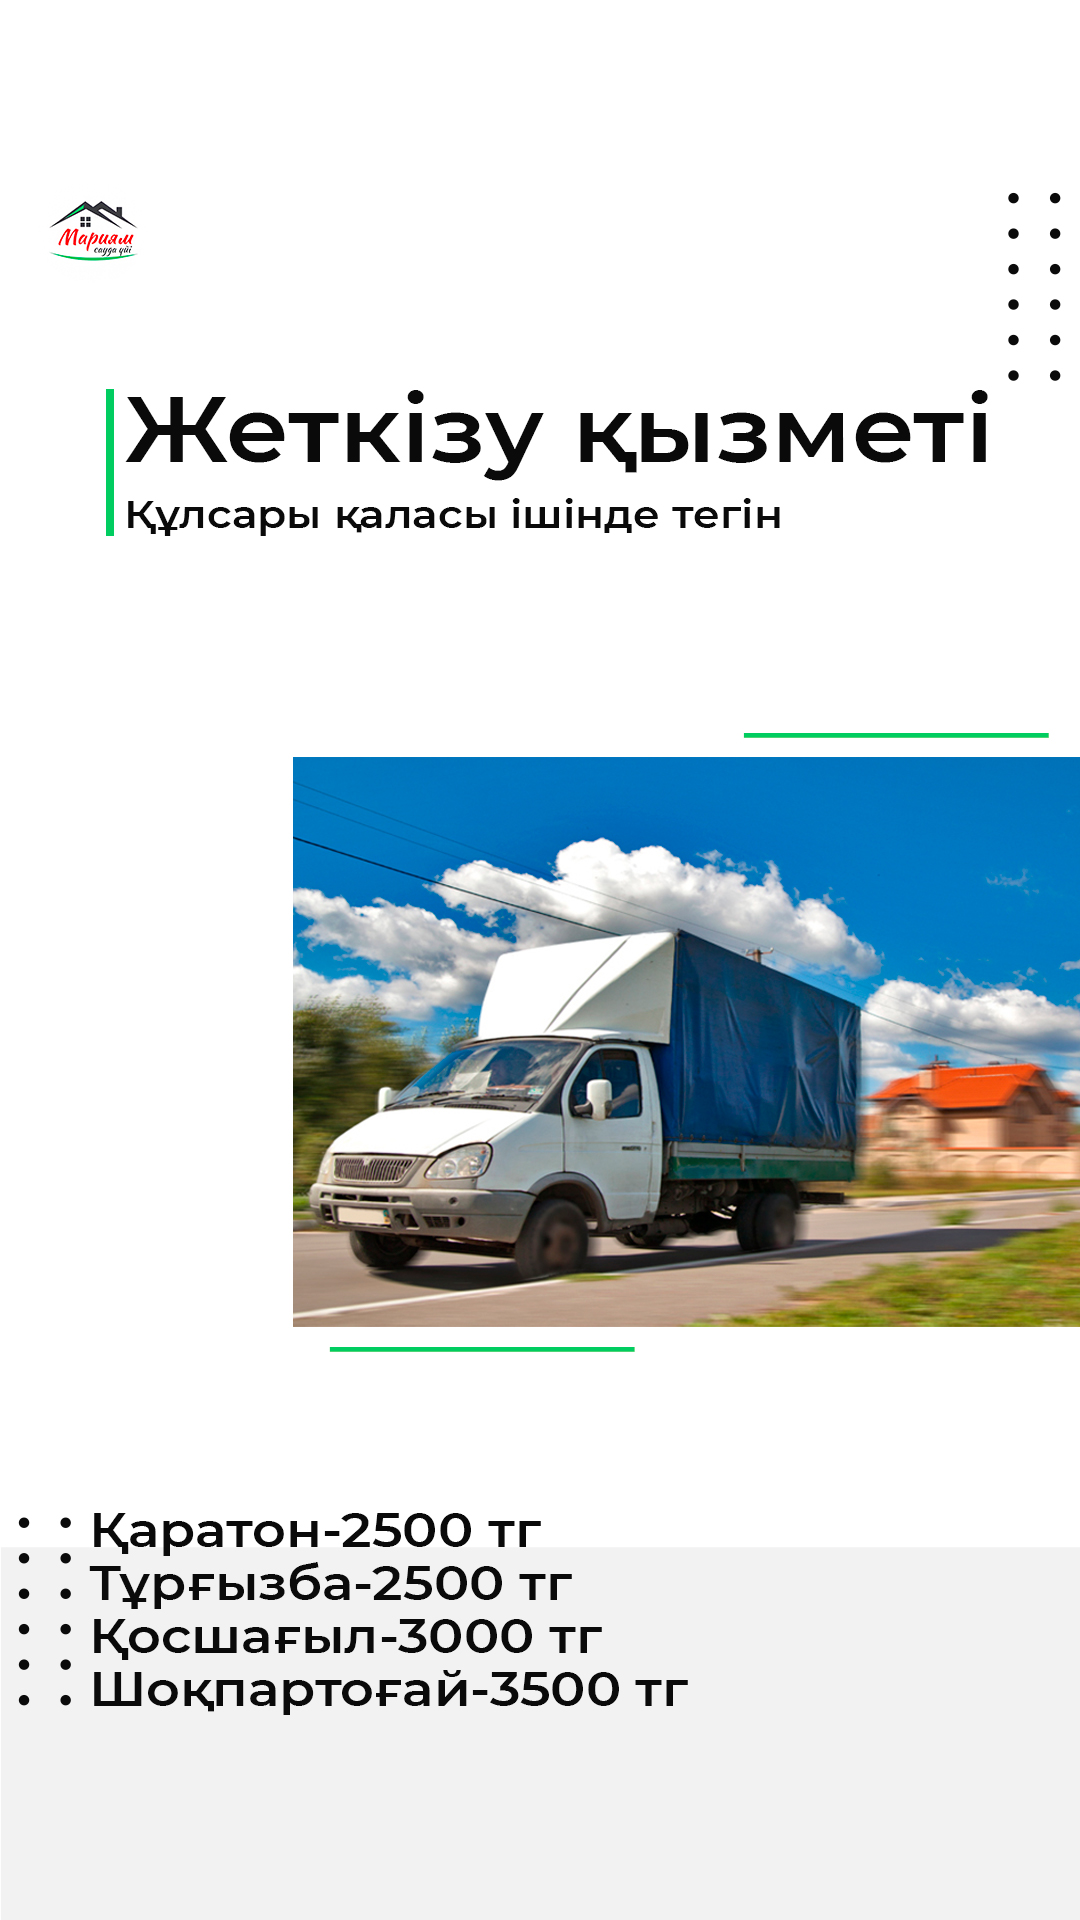 Мариям
сауда үйі
Жеткізу қызметі
Құлсары қаласы ішінде тегін
Қаратон-2500 тг
Тұрғызба-2500 тг
Қосшағыл-3000 тг
Шоқпартоғай-3500 тг